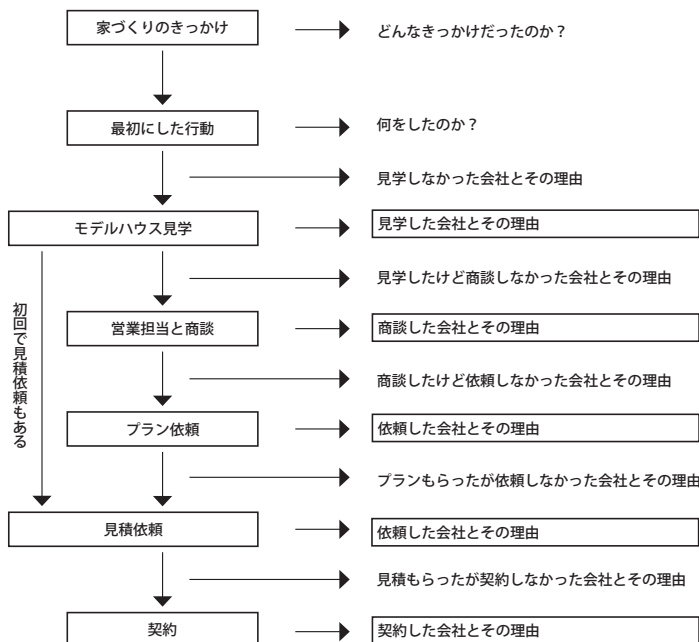 家づくりのきっかけ
どんなきっかけだったのか？
最初にした行動
何をしたのか？
見学しなかった会社とその理由
モデルハウス見学
見学した会社とその理由
見学したけど商談しなかった会社とその理由
初回で見積依頼もある
営業担当と商談
商談した会社とその理由
商談したけど依頼しなかった会社とその理由
プラン依頼
依頼した会社とその理由
プランもらったが依頼しなかった会社とその理由
見積依頼
依頼した会社とその理由
見積もらったが契約しなかった会社とその理由
契約
契約した会社とその理由